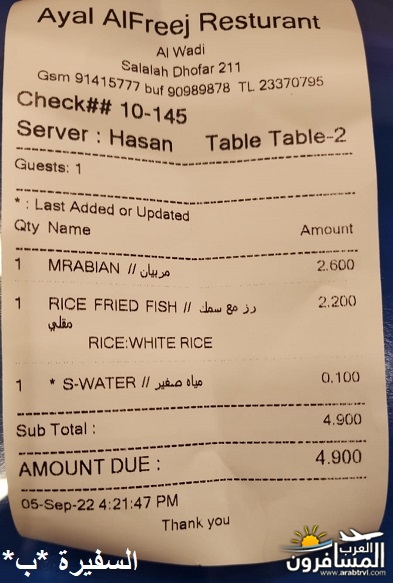 Ayal AlFreej Resturant
Al Wadi
Salalah Dhofar 211
Gsm 91415777 buf 90989878 TL 23370795
Check## 10-145
Server : Hasan Table Table-2
Guests: 1
* : Last Added or Updated
Qty Name Amount
1 MRABIAN // مربيان 2.600
1 RICE FRIED FISH // رز مع سمك 2.200
مقلي
RICE:WHITE RICE
1 * S-WATER // مياه صغير 0.100
Sub Total : 4.900
AMOUNT DUE : 4.900
05-Sep-22 4:21:47 PM
Thank you
العرب
المسافرون
www.arabtrvl.com
السفيرة *ب*